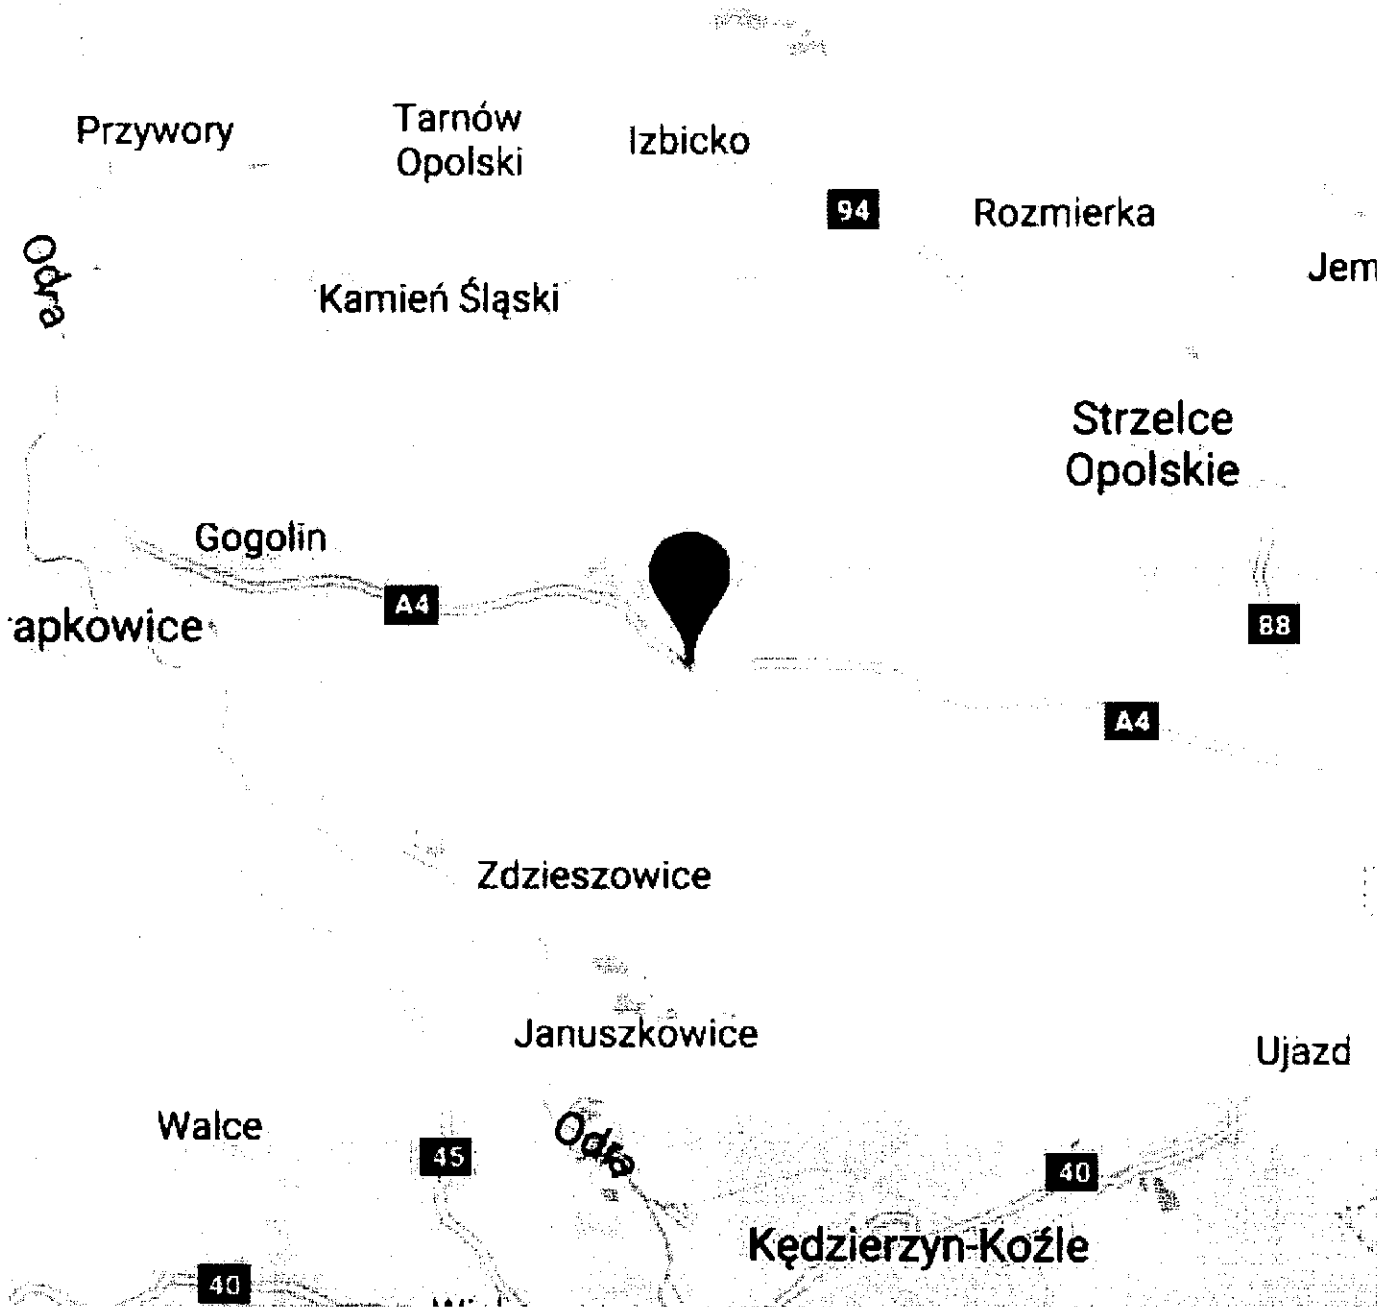 Przywory
Tarnów
Opolski
Izbicko
94
Rozmierka
Odra
Jem
Kamień Śląski
Strzelce
Opolskie
Gogolin
A4
88
apkowice
A4
Zdzieszowice
Januszkowice
Ujazd
Walce
Odra
45
40
Kędzierzyn-Koźle
40